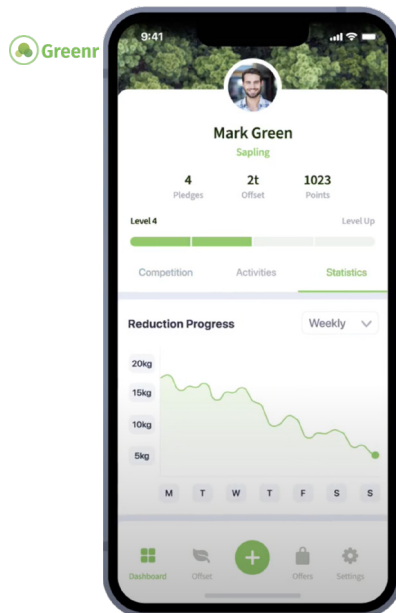 Greenr
9:41
Mark Green
Sapling
4 2t 1023
Pledges Offset Points
Level 4 Level Up
Competition Activities Statistics
Reduction Progress Weekly
20kg
15kg
10kg
5kg
M T W T F S S
Dashboard Offset Offers Settings